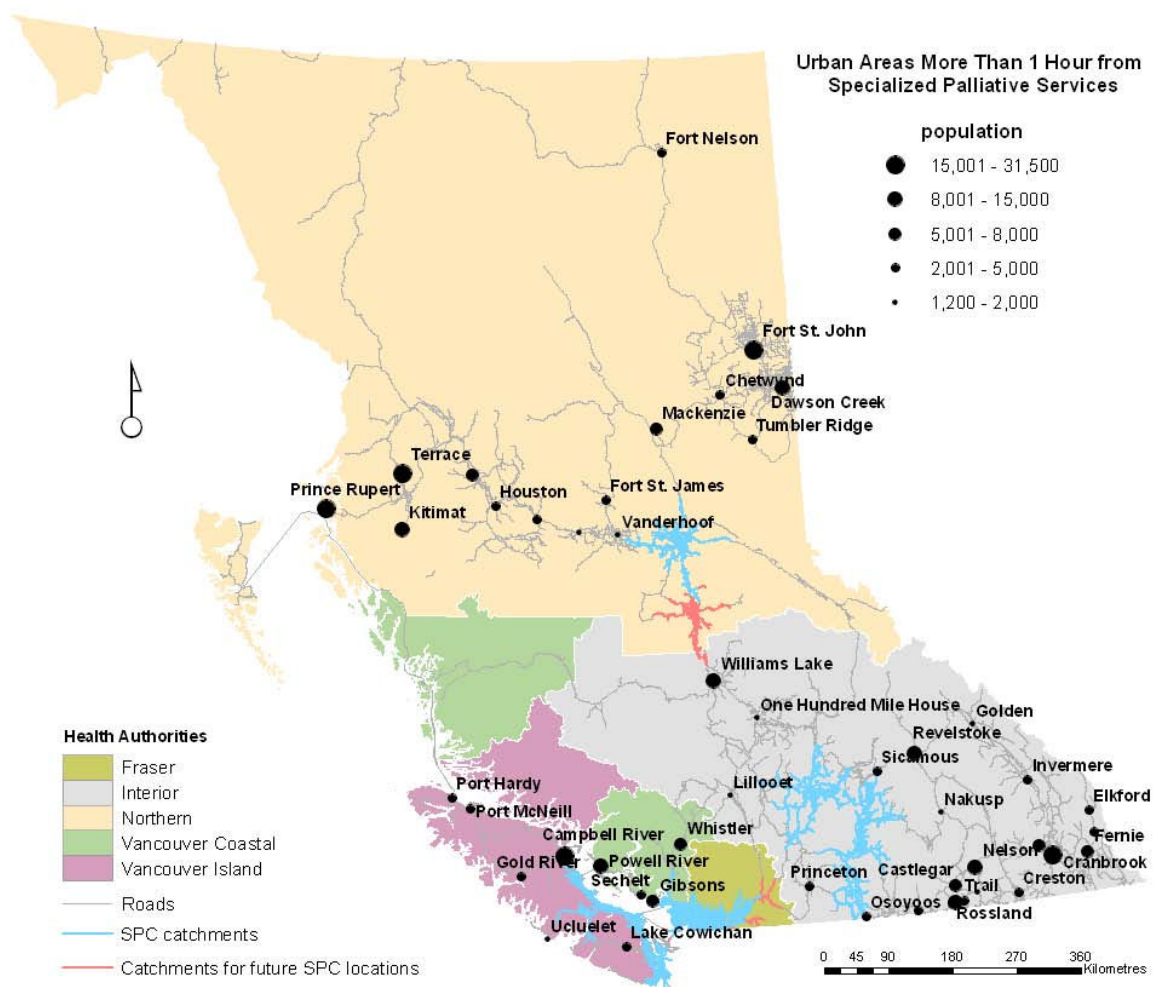 Urban Areas More Than 1 Hour from
Specialized Palliative Services
population
15,001 - 31,500
8,001 - 15,000
5,001 - 8,000
2,001 - 5,000
1,200 - 2,000
Fort Nelson
Fort St. John
Chetwynd
Dawson Creek
Mackenzie
Tumbler Ridge
Terrace
Prince Rupert
Houston
Fort St. James
Kitimat
Vanderhoof
Williams Lake
One Hundred Mile House
Golden
Revelstoke
Sicamous
Invermere
Lillooet
Nakusp
Elkford
Port Hardy
Port McNeill
Campbell River
Whistler
Fernie
Gold River
Powell River
Nelson
Cranbrook
Sechelt
Gibsons
Princeton
Castlegar
Trail
Creston
Osoyoos
Rossland
Ucluelet
Lake Cowichan
Health Authorities
Fraser
Interior
Northern
Vancouver Coastal
Vancouver Island
Roads
SPC catchments
Catchments for future SPC locations
0 45 90 180 270 360
Kilometres